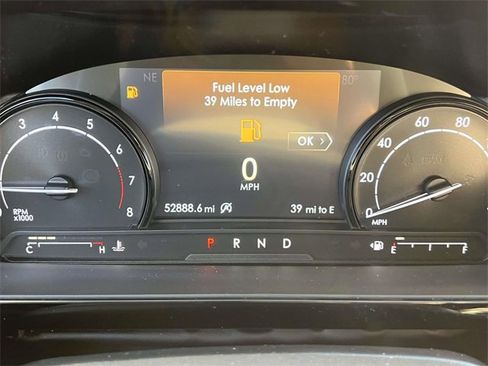 NE
80°
Fuel Level Low
39 Miles to Empty
OK >
0
MPH
52888.6 mi
39 mi to E
3 4 5 6 7 8
RPM
x1000
0 20 40 60 8
MPH
C H
P R N D
E F